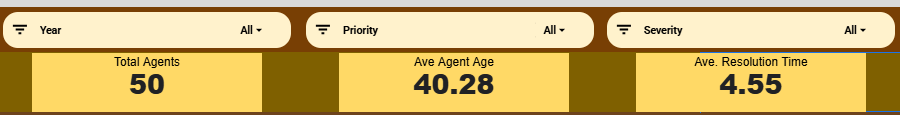 Year All
Priority All
Severity All
Total Agents
50
Ave Agent Age
40.28
Ave. Resolution Time
4.55